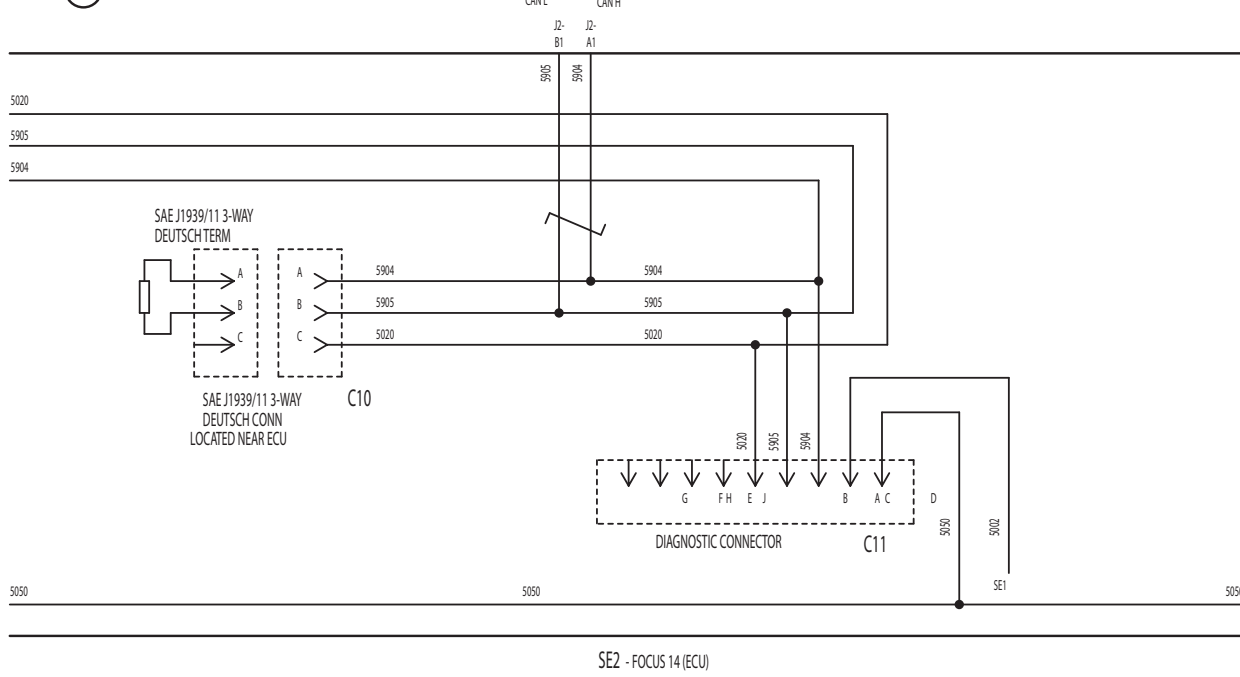 CAN L CAN H
J2- J2-
B1 A1
5905 5904
5020
5905
5904
SAE J1939/11 3-WAY
DEUTSCH TERM
A A 5904 5904
B B 5905 5905
C C 5020 5020
SAE J1939/11 3-WAY
DEUTSCH CONN
LOCATED NEAR ECU
C10
5020 5905 5904
G F H E J B A C D
DIAGNOSTIC CONNECTOR
C11
5050 5002
SE1
5050 5050
SE2 - FOCUS 14 (ECU)